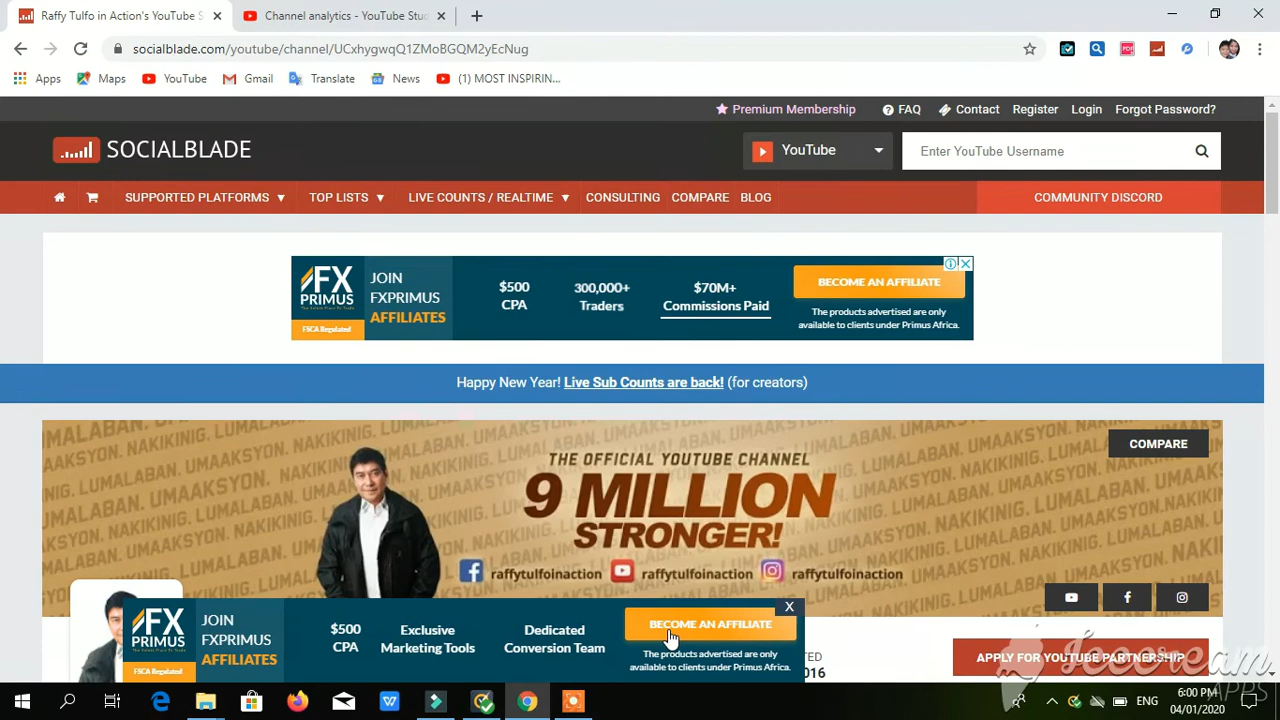 Raffy Tulfo in Action's YouTube S
Channel analytics - YouTube Stud
socialblade.com/youtube/channel/UCxhygwqQ1ZMoBGQM2yEcNug
Apps
Maps
YouTube
Gmail
Translate
News
(1) MOST INSPIRIN...
Premium Membership
FAQ
Contact
Register
Login
Forgot Password?
SOCIALBLADE
YouTube
Enter YouTube Username
SUPPORTED PLATFORMS
TOP LISTS
LIVE COUNTS / REALTIME
CONSULTING
COMPARE
BLOG
COMMUNITY DISCORD
FX
PRIMUS
FSCA Regulated
JOIN
FXPRIMUS
AFFILIATES
$500
CPA
300,000+
Traders
$70M+
Commissions Paid
BECOME AN AFFILIATE
The products advertised are only
available to clients under Primus Africa.
Happy New Year! Live Sub Counts are back! (for creators)
COMPARE
LUMALABAN. UMAAKSYON. NAKIKINIG.
THE OFFICIAL YOUTUBE CHANNEL
9 MILLION
STRONGER!
raffytulfoinaction
raffytulfoinaction
raffytulfoinaction
FX
PRIMUS
FSCA Regulated
JOIN
FXPRIMUS
AFFILIATES
$500
CPA
Exclusive
Marketing Tools
Dedicated
Conversion Team
X
BECOME AN AFFILIATE
The products advertised are only
available to clients under Primus Africa.
016
APPLY FOR YOUTUBE PARTNERSHIP
Icecream
APPS
ENG
6:00 PM
04/01/2020